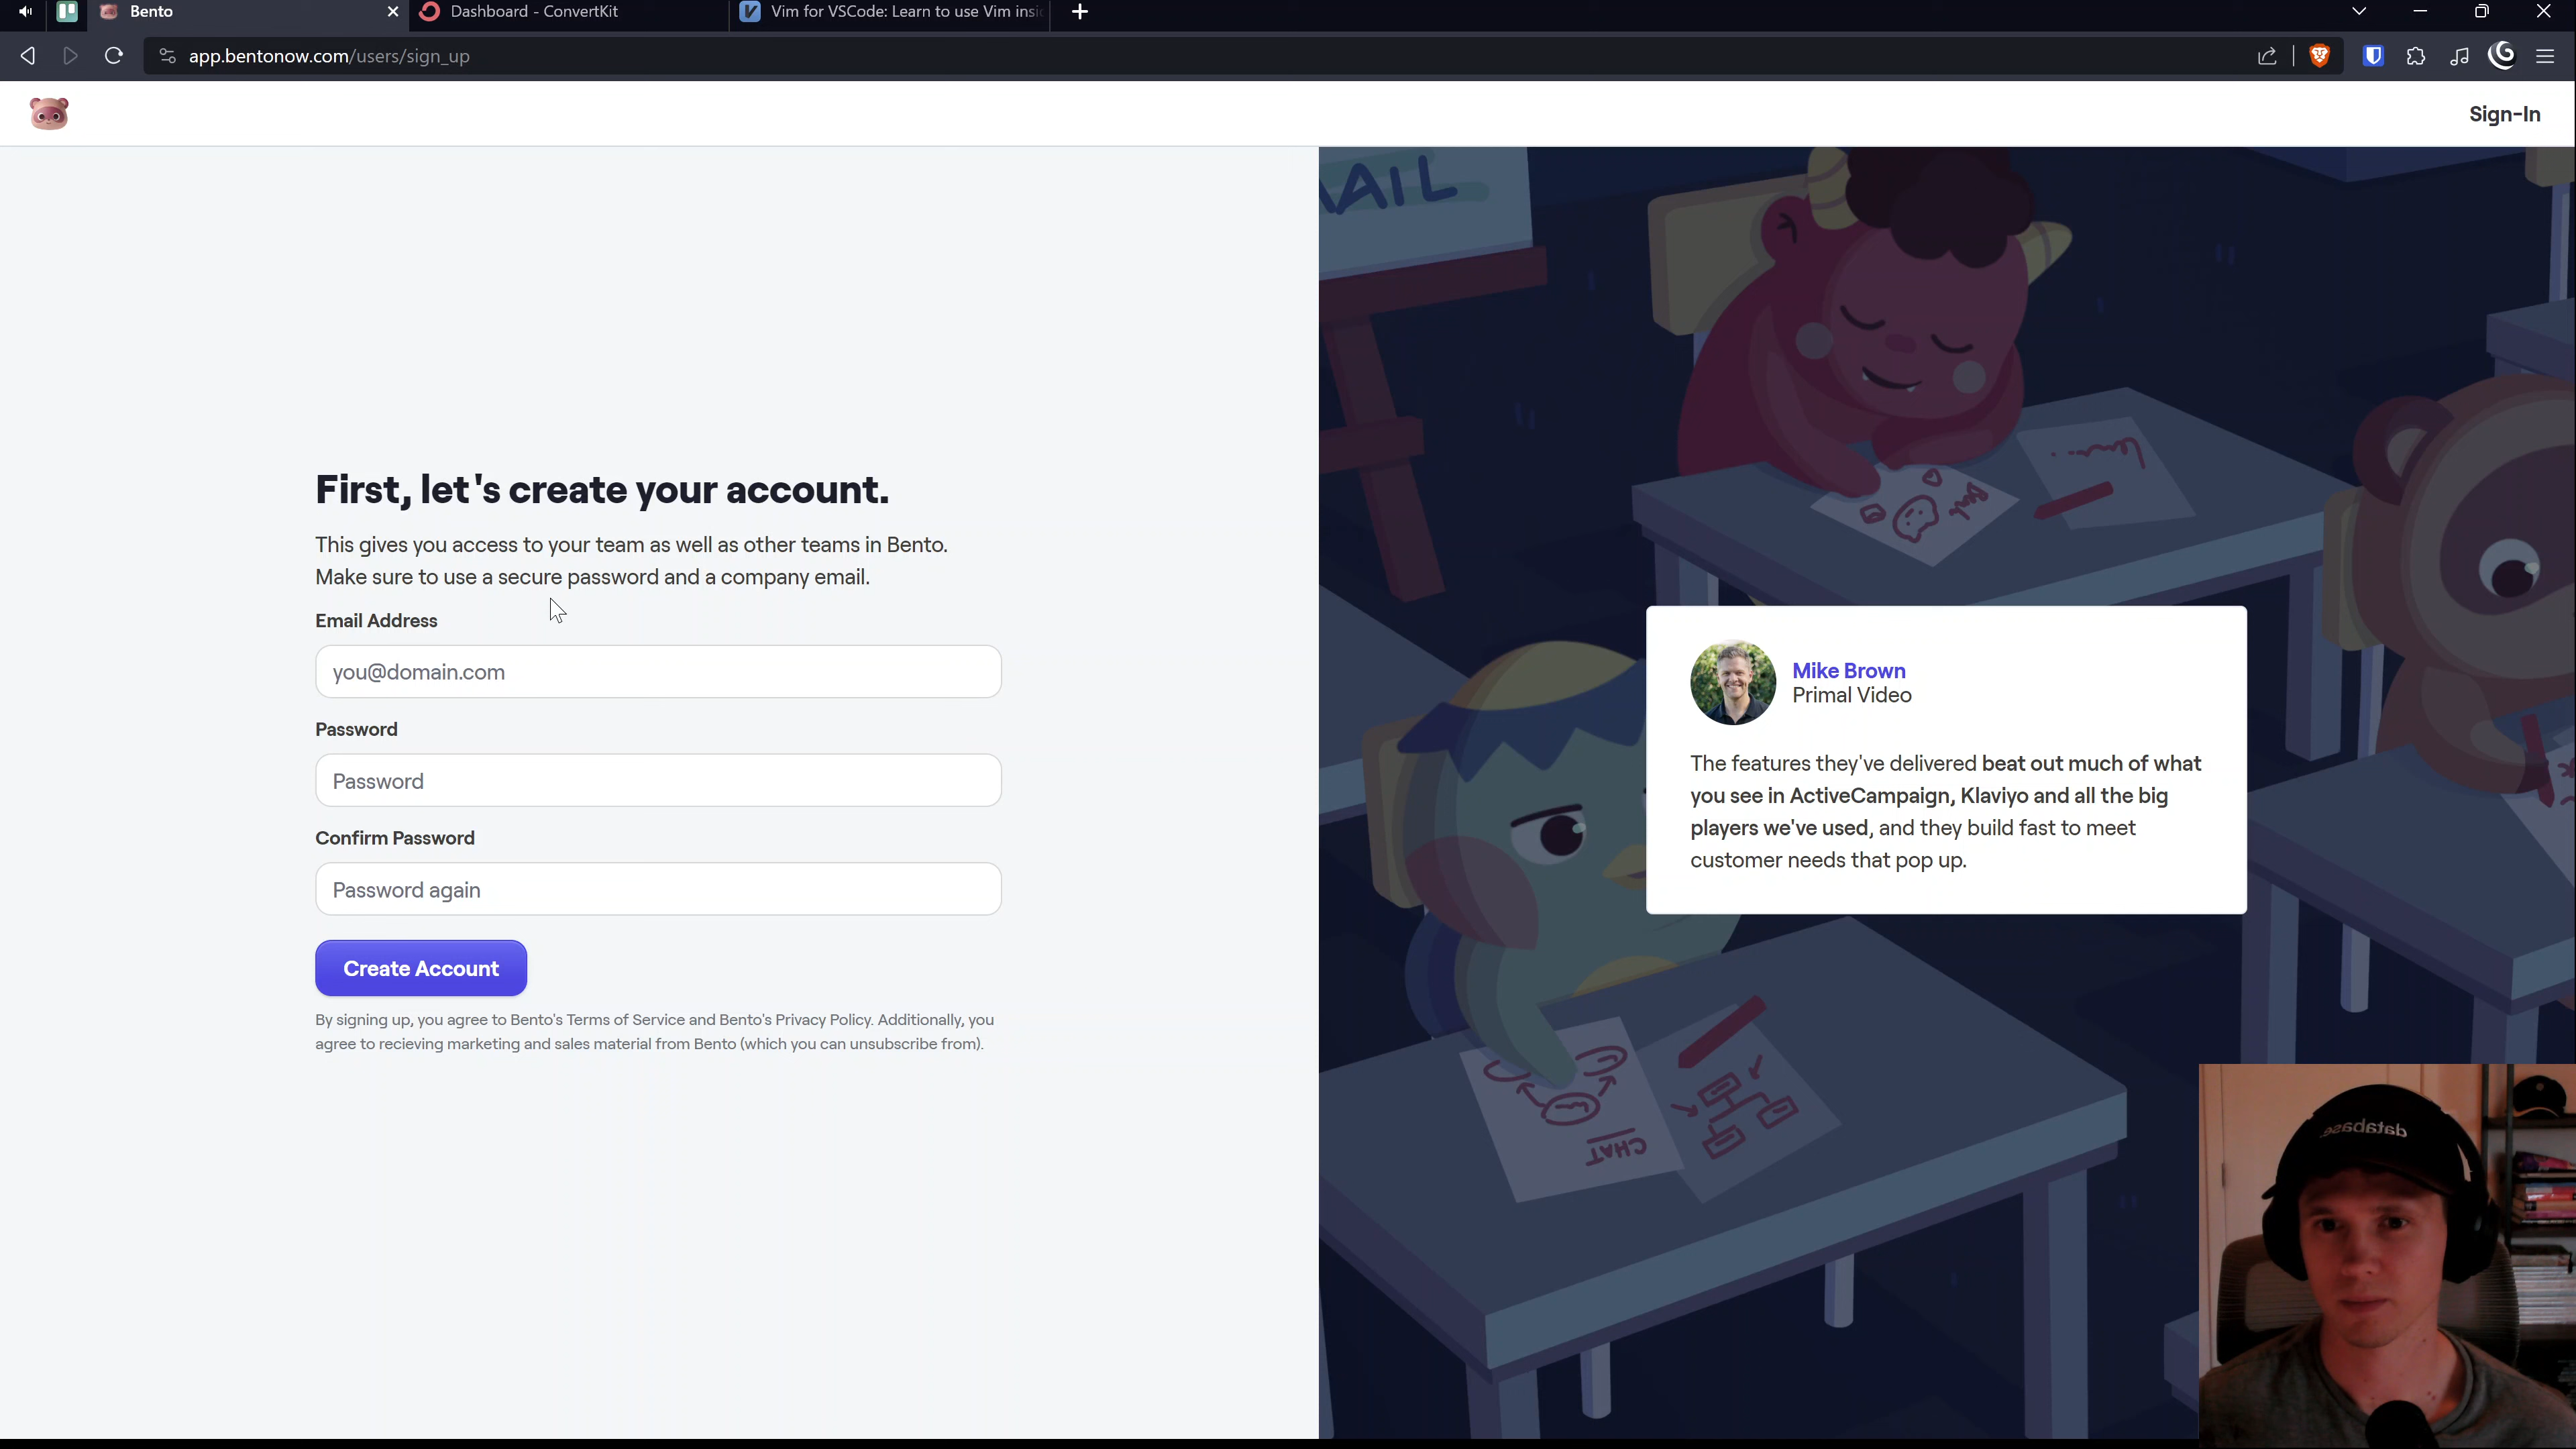 Bento
Dashboard - ConvertKit
Vim for VSCode: Learn to use Vim insi
app.bentonow.com/users/sign_up
Sign-In
First, let's create your account.
This gives you access to your team as well as other teams in Bento.
Make sure to use a secure password and a company email.
Email Address
you@domain.com
Password
Password
Confirm Password
Password again
Create Account
By signing up, you agree to Bento's Terms of Service and Bento's Privacy Policy. Additionally, you
agree to recieving marketing and sales material from Bento (which you can unsubscribe from).
AIL
Mike Brown
Primal Video
The features they've delivered beat out much of what
you see in ActiveCampaign, Klaviyo and all the big
players we've used, and they build fast to meet
customer needs that pop up.
CHAT
database.